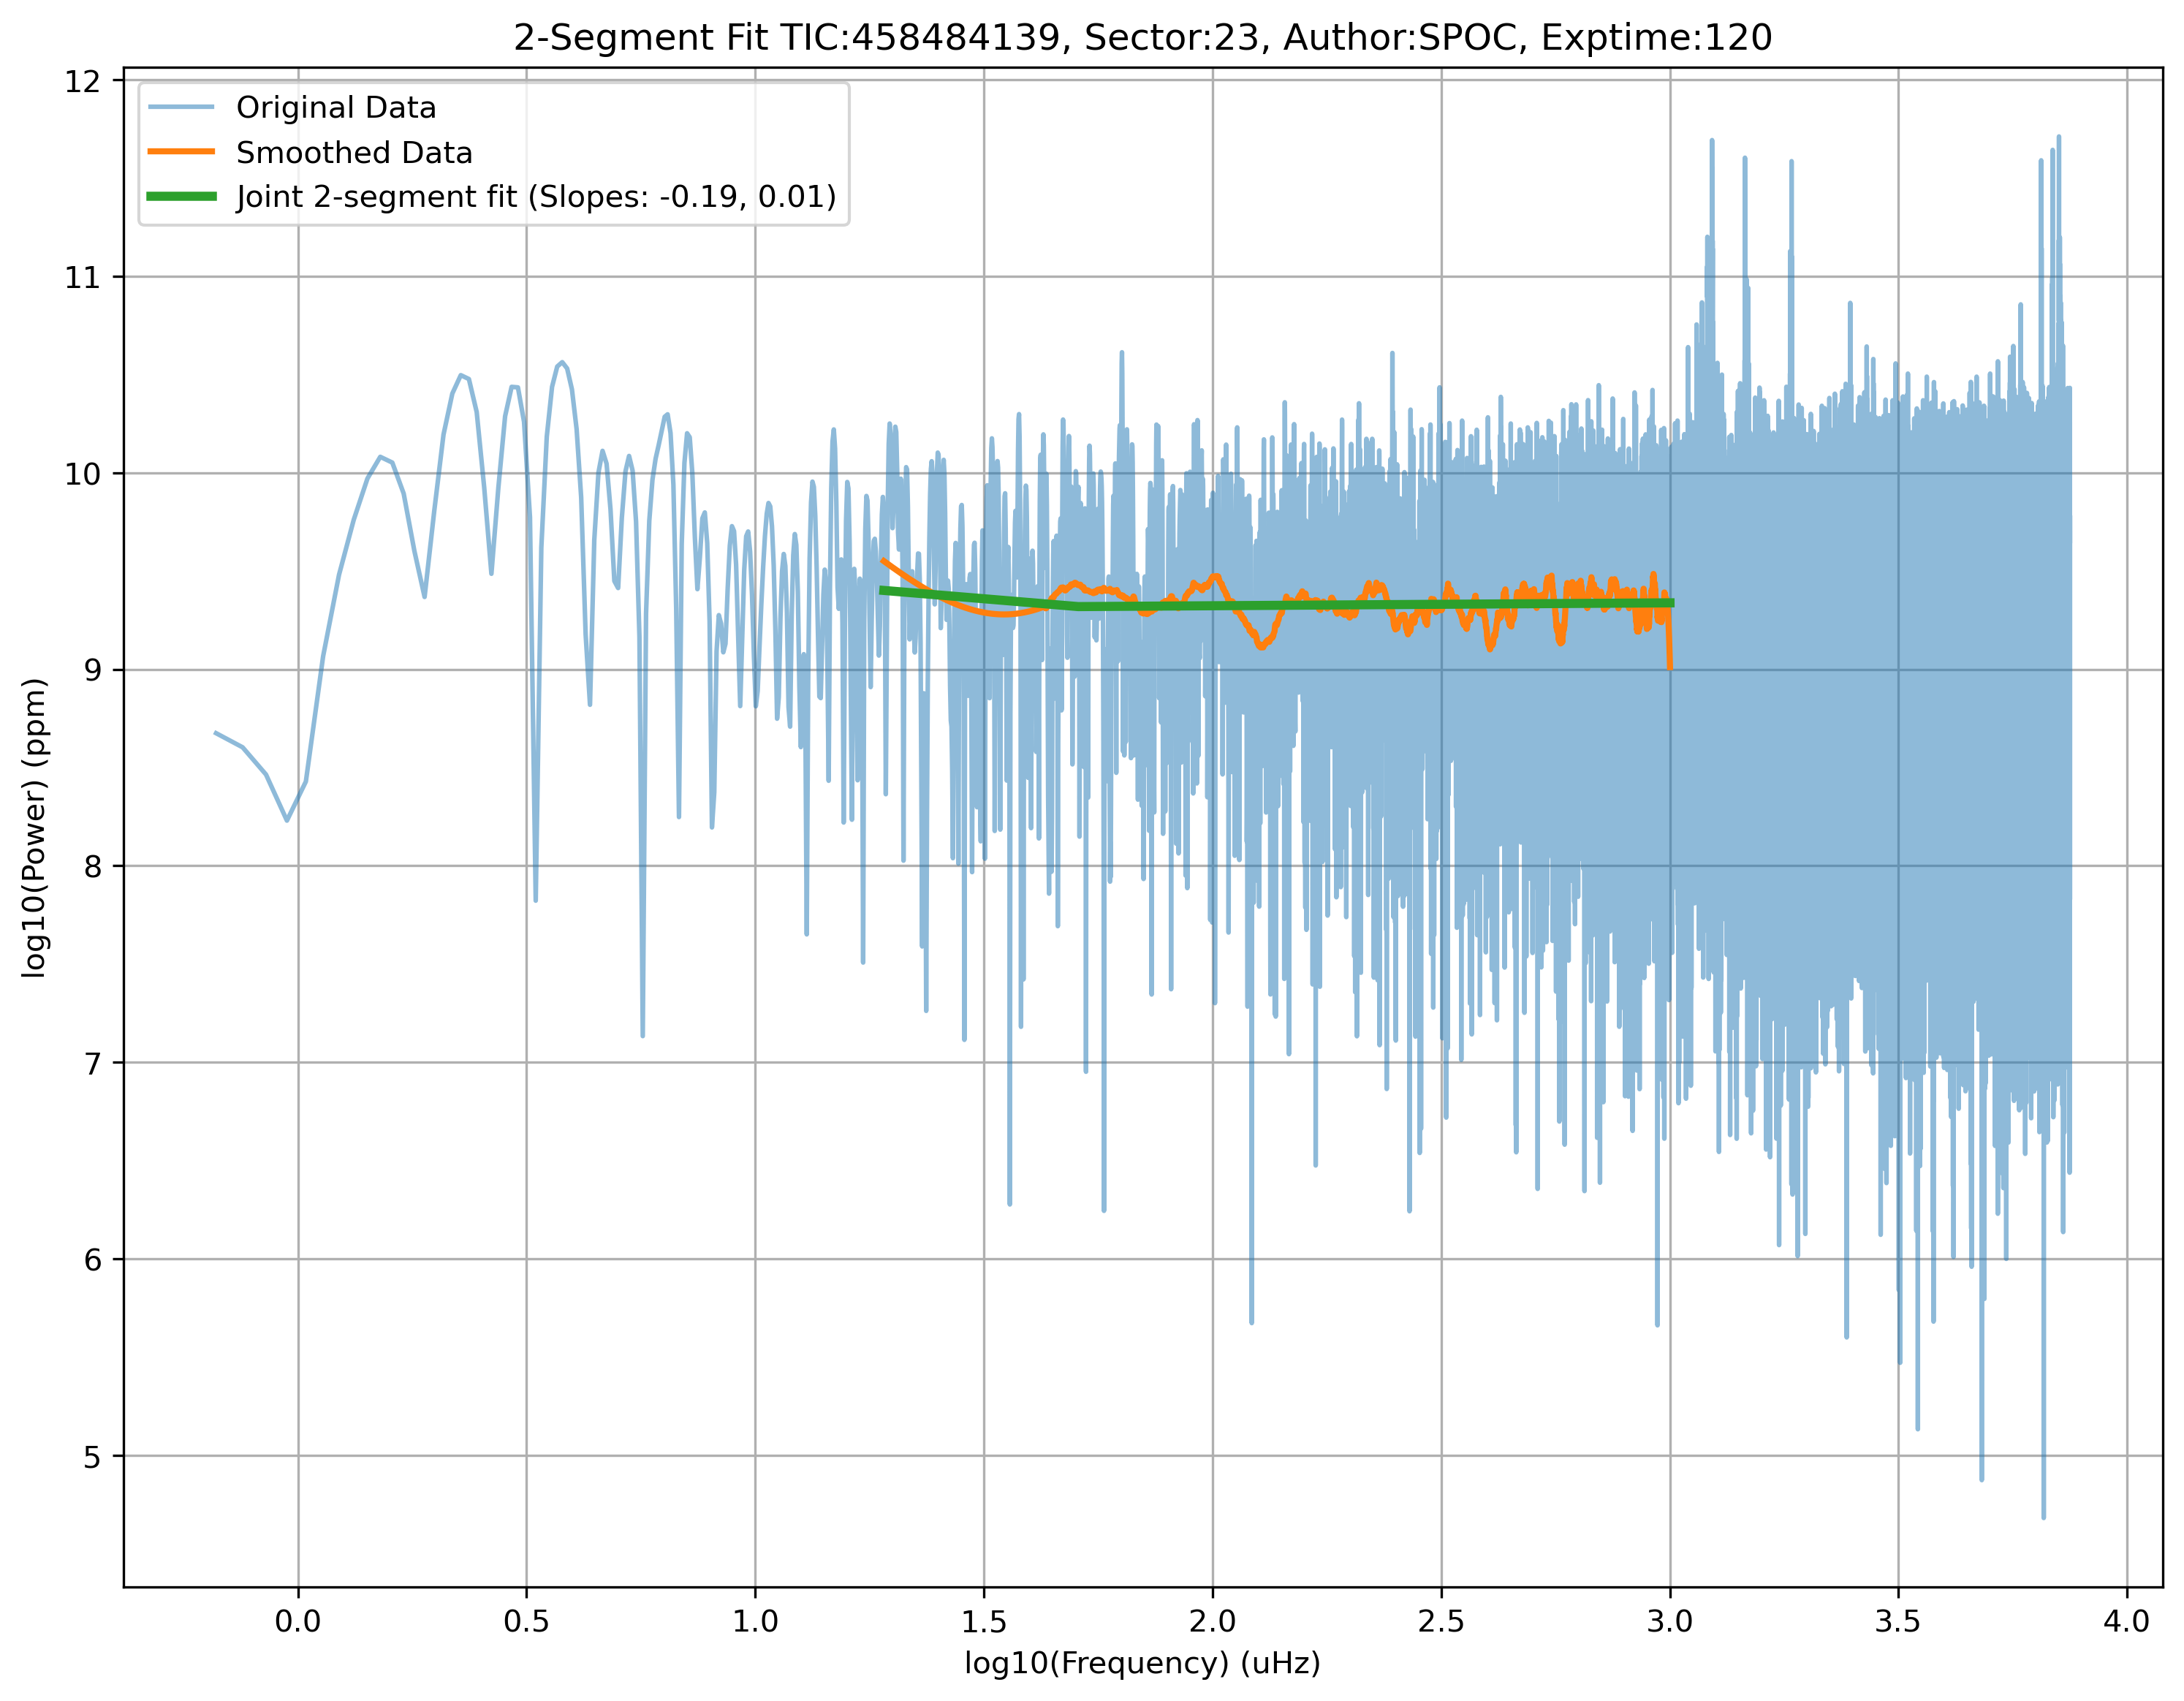 2-Segment Fit TIC:458484139, Sector:23, Author:SPOC, Exptime:120
Original Data
Smoothed Data
Joint 2-segment fit (Slopes: -0.19, 0.01)
12
11
10
9
8
7
6
5
log10(Power) (ppm)
0.0 0.5 1.0 1.5 2.0 2.5 3.0 3.5 4.0
log10(Frequency) (uHz)